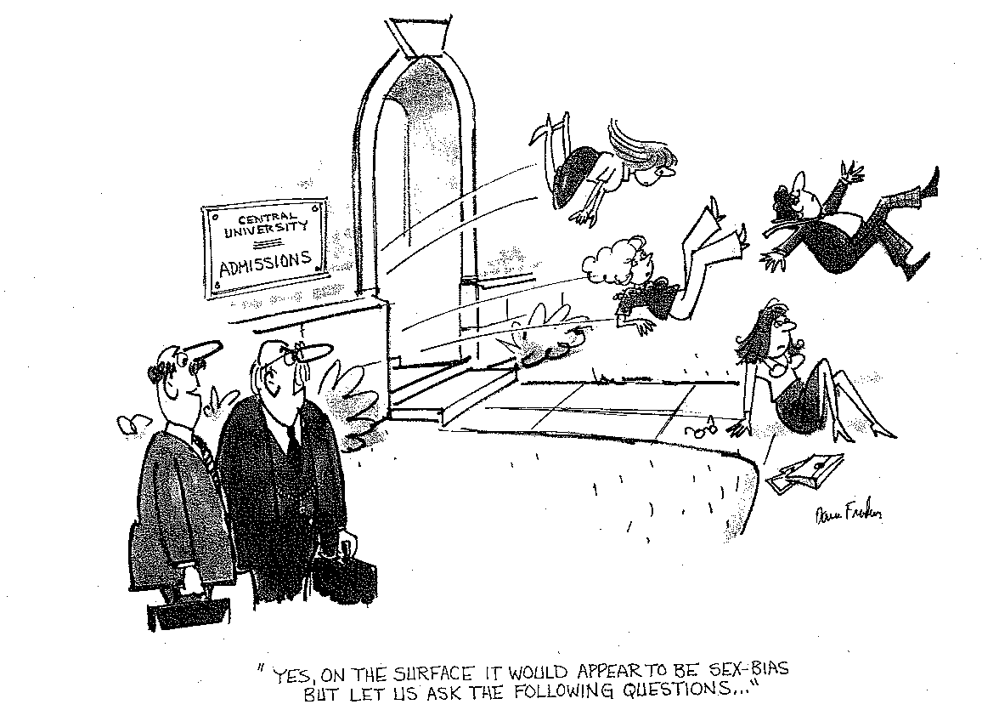 CENTRAL
UNIVERSITY
ADMISSIONS
"YES, ON THE SURFACE IT WOULD APPEAR TO BE SEX-BIAS
BUT LET US ASK THE FOLLOWING QUESTIONS..."